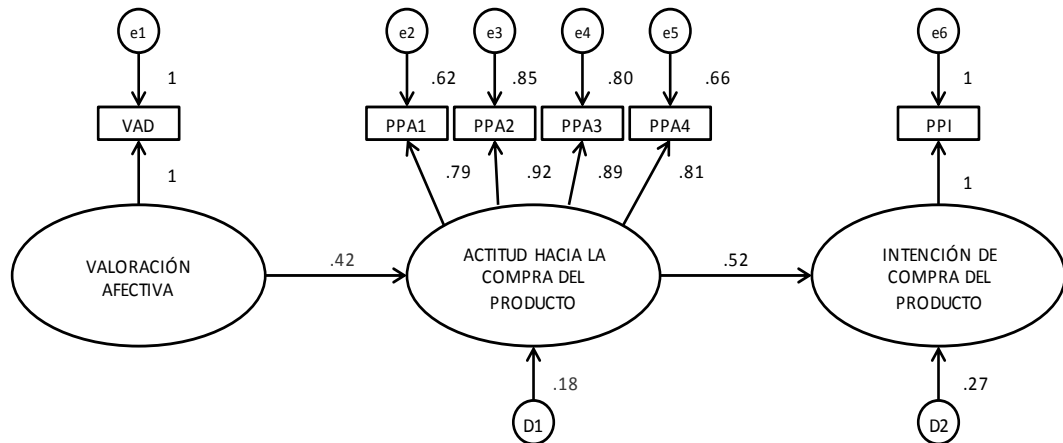 e1
e2
e3
e4
e5
e6
1
.62
.85
.80
.66
1
VAD
PPA1
PPA2
PPA3
PPA4
PPI
1
.79
.92
.89
.81
1
VALORACIÓN
AFECTIVA
.42
ACTITUD HACIA LA
COMPRA DEL
PRODUCTO
.52
INTENCIÓN DE
COMPRA DEL
PRODUCTO
.18
.27
D1
D2